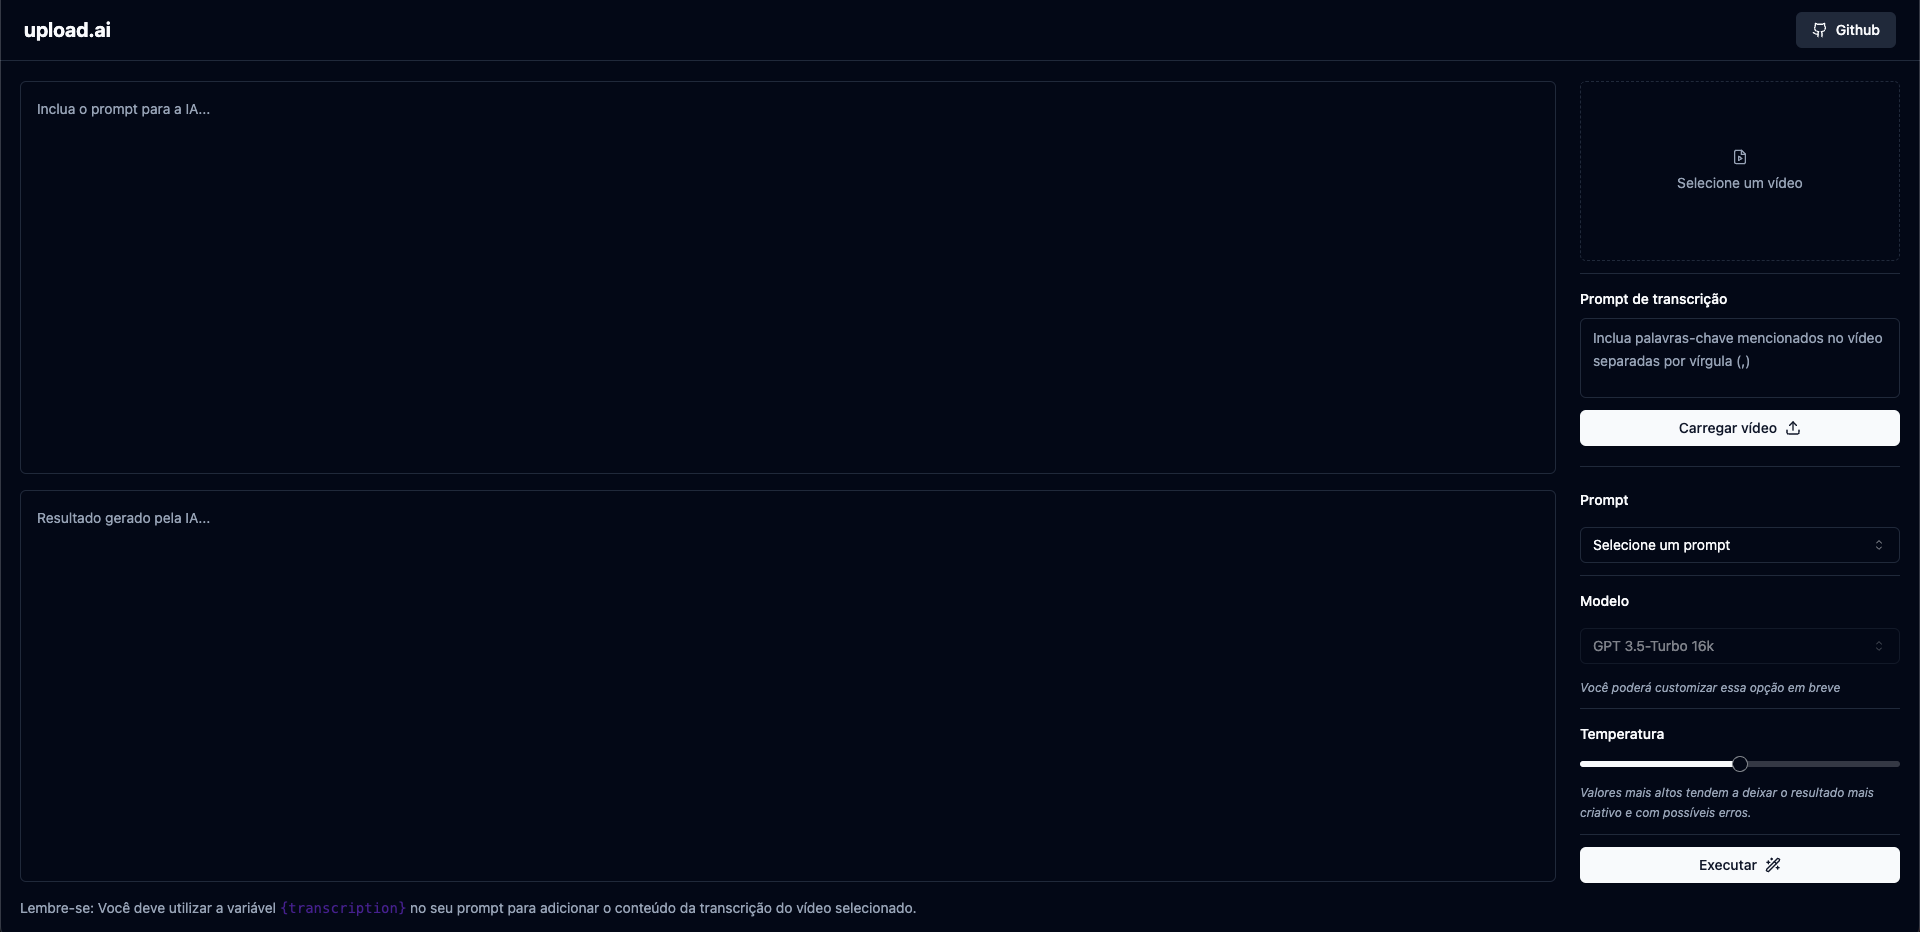 upload.ai
Github
Inclua o prompt para a IA...
Resultado gerado pela IA...
Lembre-se: Você deve utilizar a variável {transcription} no seu prompt para adicionar o conteúdo da transcrição do vídeo selecionado.
Selecione um vídeo
Prompt de transcrição
Inclua palavras-chave mencionados no vídeo
separadas por vírgula (,)
Carregar vídeo
Prompt
Selecione um prompt
Modelo
GPT 3.5-Turbo 16k
Você poderá customizar essa opção em breve
Temperatura
Valores mais altos tendem a deixar o resultado mais
criativo e com possíveis erros.
Executar